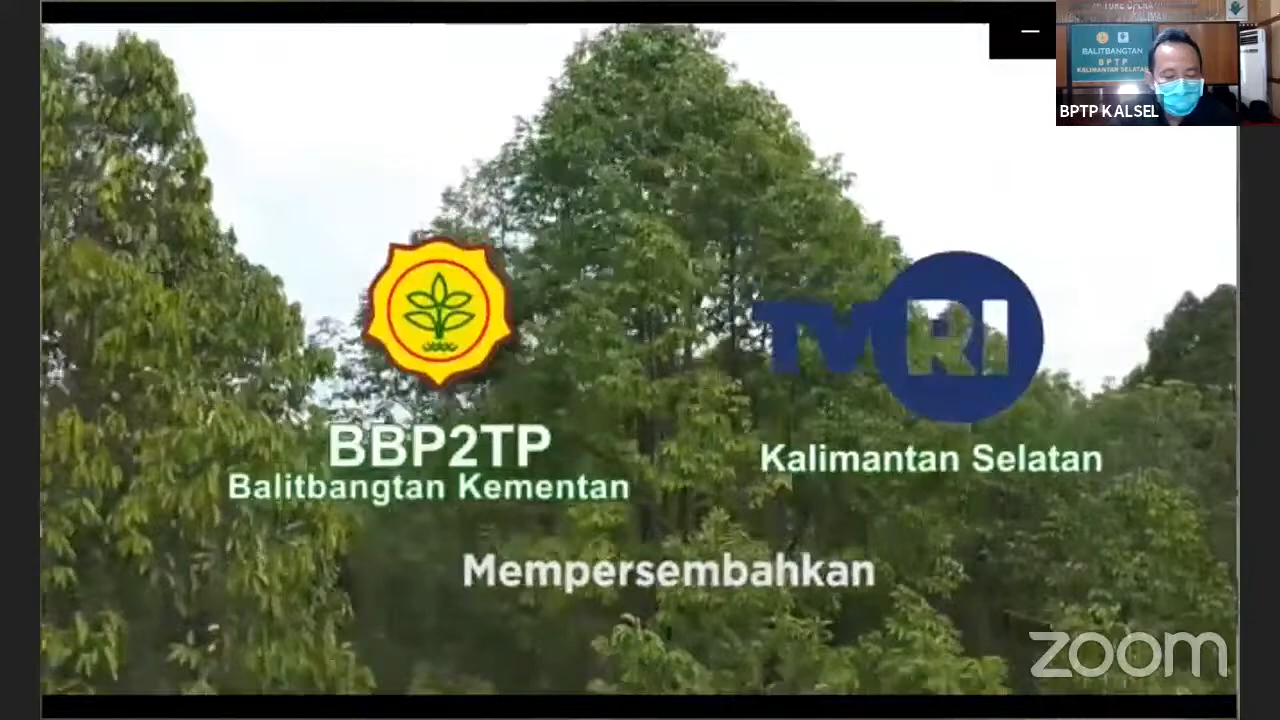 BALITBANGTAN
BPTP
KALIMANTAN SELATAN
BPTP KALSEL
TVRI
BBP2TP
Balitbangtan Kementan
Kalimantan Selatan
Mempersembahkan
zoom